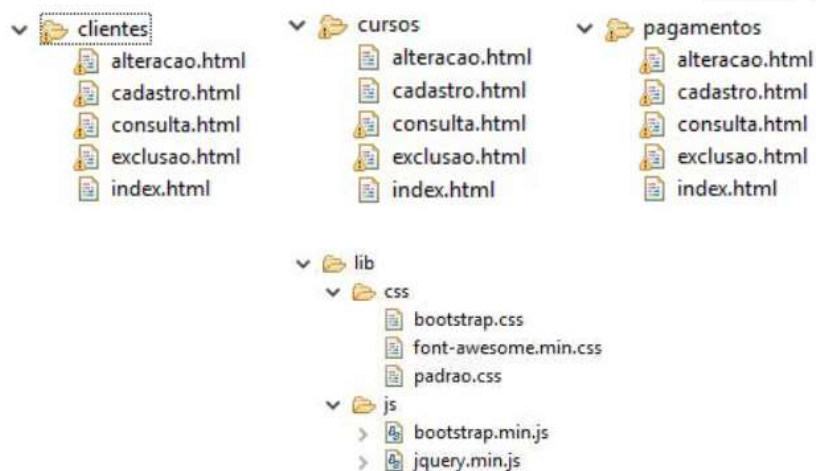 clientes
alteracao.html
cadastro.html
consulta.html
exclusao.html
index.html
cursos
alteracao.html
cadastro.html
consulta.html
exclusao.html
index.html
pagamentos
alteracao.html
cadastro.html
consulta.html
exclusao.html
index.html
lib
css
bootstrap.css
font-awesome.min.css
padrao.css
js
bootstrap.min.js
jquery.min.js